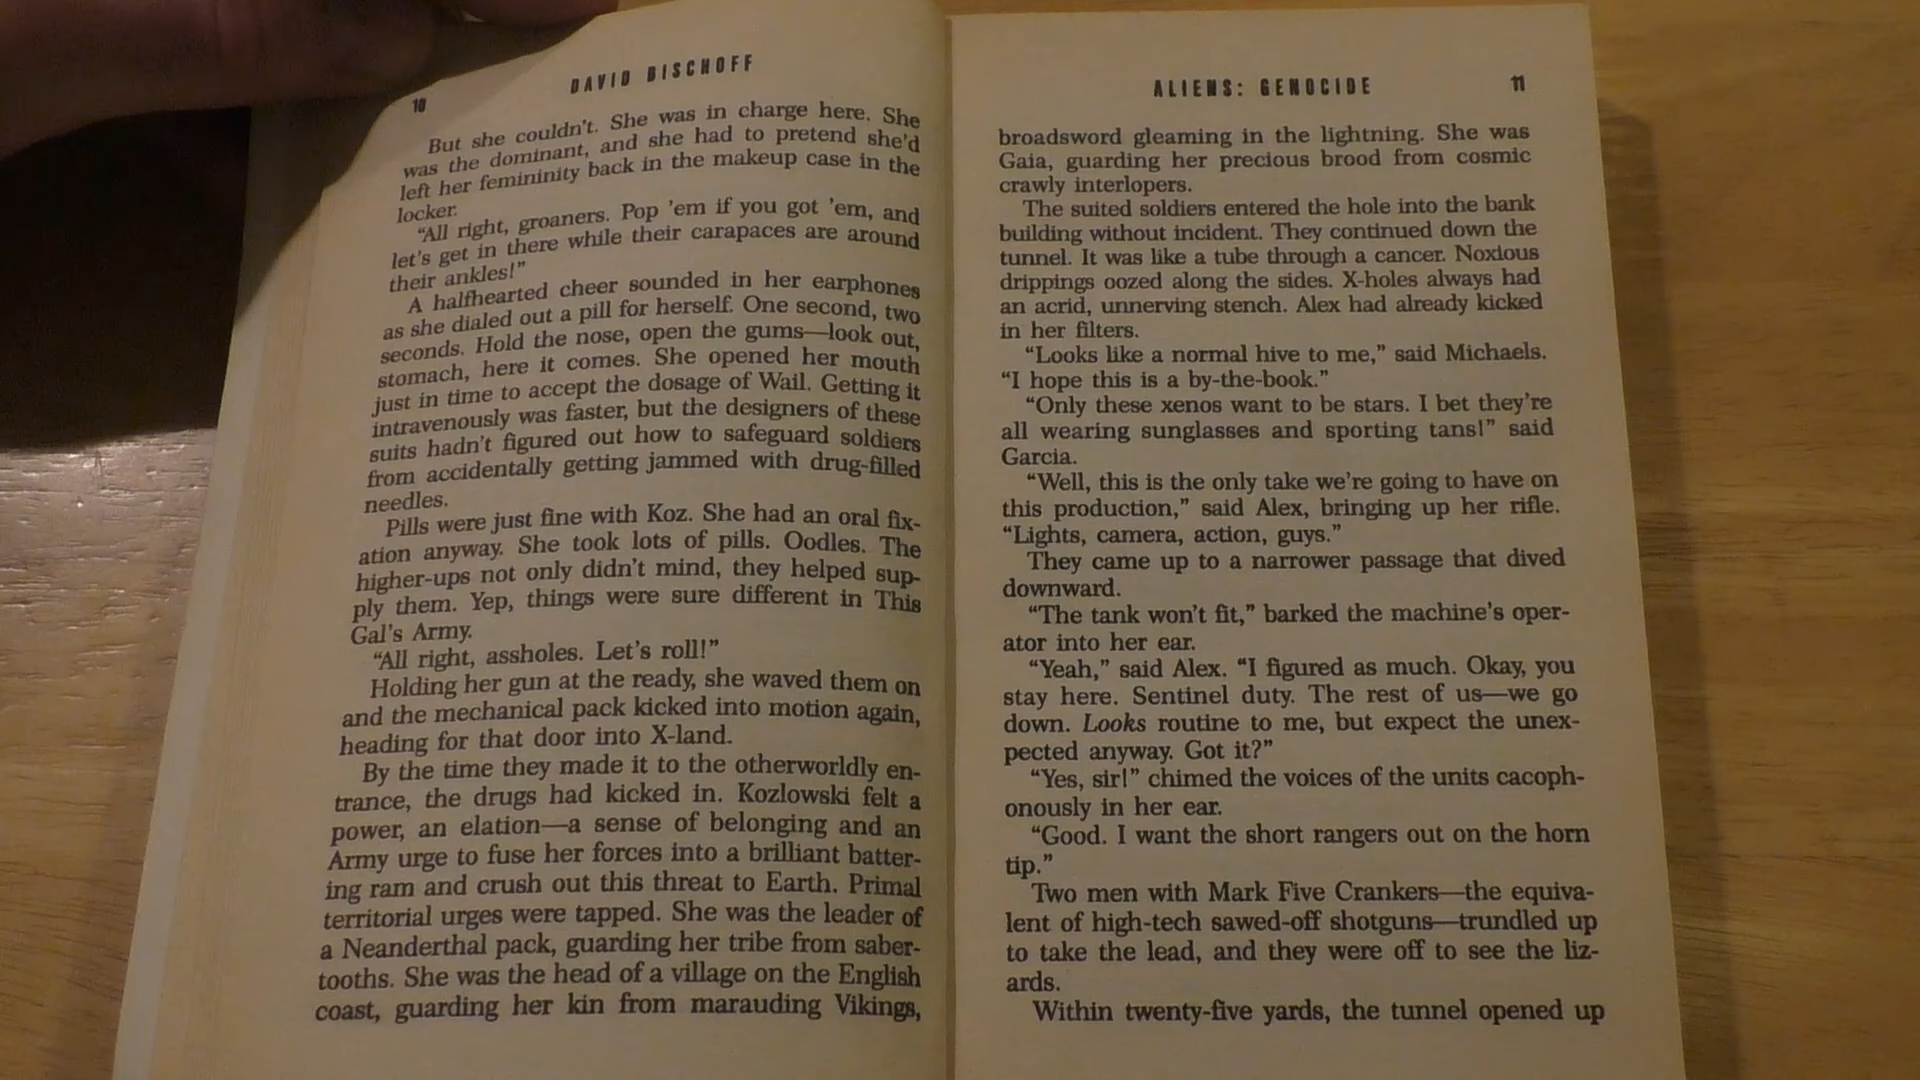 10
DAVID BISCHOFF
But she couldn't. She was in charge here. She
was the dominant, and she had to pretend she'd
left her femininity back in the makeup case in the
locker.
“All right, groaners. Pop ’em if you got ’em, and
let's get in there while their carapaces are around
their ankles!”
A halfhearted cheer sounded in her earphones
as she dialed out a pill for herself. One second, two
seconds. Hold the nose, open the gums—look out,
stomach, here it comes. She opened her mouth
just in time to accept the dosage of Wail. Getting it
intravenously was faster, but the designers of these
suits hadn't figured out how to safeguard soldiers
from accidentally getting jammed with drug-filled
needles.
Pills were just fine with Koz. She had an oral fix-
ation anyway. She took lots of pills. Oodles. The
higher-ups not only didn't mind, they helped sup-
ply them. Yep, things were sure different in This
Gal's Army.
“All right, assholes. Let's roll!”
Holding her gun at the ready, she waved them on
and the mechanical pack kicked into motion again,
heading for that door into X-land.
By the time they made it to the otherworldly en-
trance, the drugs had kicked in. Kozlowski felt a
power, an elation—a sense of belonging and an
Army urge to fuse her forces into a brilliant batter-
ing ram and crush out this threat to Earth. Primal
territorial urges were tapped. She was the leader of
a Neanderthal pack, guarding her tribe from saber-
tooths. She was the head of a village on the English
coast, guarding her kin from marauding Vikings,
ALIENS: GENOCIDE
11
broadsword gleaming in the lightning. She was
Gaia, guarding her precious brood from cosmic
crawly interlopers.
The suited soldiers entered the hole into the bank
building without incident. They continued down the
tunnel. It was like a tube through a cancer. Noxious
drippings oozed along the sides. X-holes always had
an acrid, unnerving stench. Alex had already kicked
in her filters.
“Looks like a normal hive to me,” said Michaels.
“I hope this is a by-the-book.”
“Only these xenos want to be stars. I bet they're
all wearing sunglasses and sporting tans!” said
Garcia.
“Well, this is the only take we're going to have on
this production,” said Alex, bringing up her rifle.
“Lights, camera, action, guys.”
They came up to a narrower passage that dived
downward.
“The tank won't fit,” barked the machine's oper-
ator into her ear.
“Yeah,” said Alex. “I figured as much. Okay, you
stay here. Sentinel duty. The rest of us—we go
down. Looks routine to me, but expect the unex-
pected anyway. Got it?”
“Yes, sir!” chimed the voices of the units cacoph-
onously in her ear.
“Good. I want the short rangers out on the horn
tip.”
Two men with Mark Five Crankers—the equiva-
lent of high-tech sawed-off shotguns—trundled up
to take the lead, and they were off to see the liz-
ards.
Within twenty-five yards, the tunnel opened up